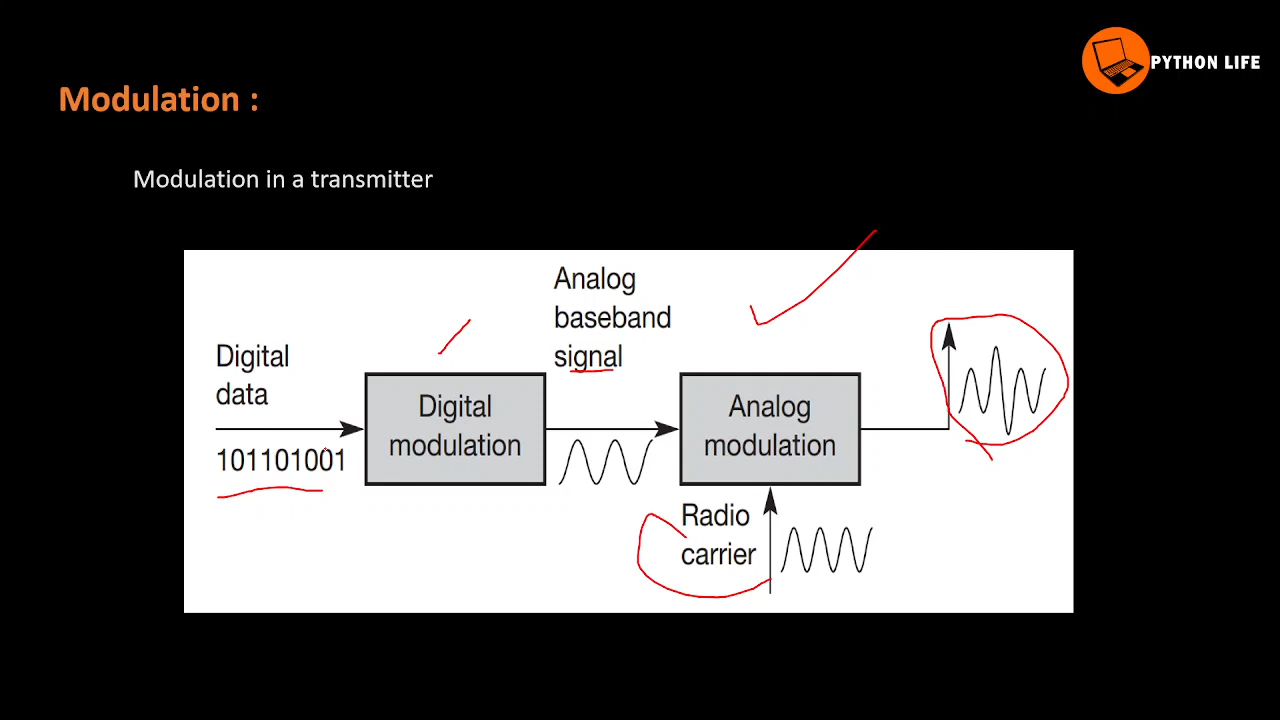 PYTHON LIFE
Modulation :
Modulation in a transmitter
Digital
data
101101001
Digital
modulation
Analog
baseband
signal
Analog
modulation
Radio
carrier